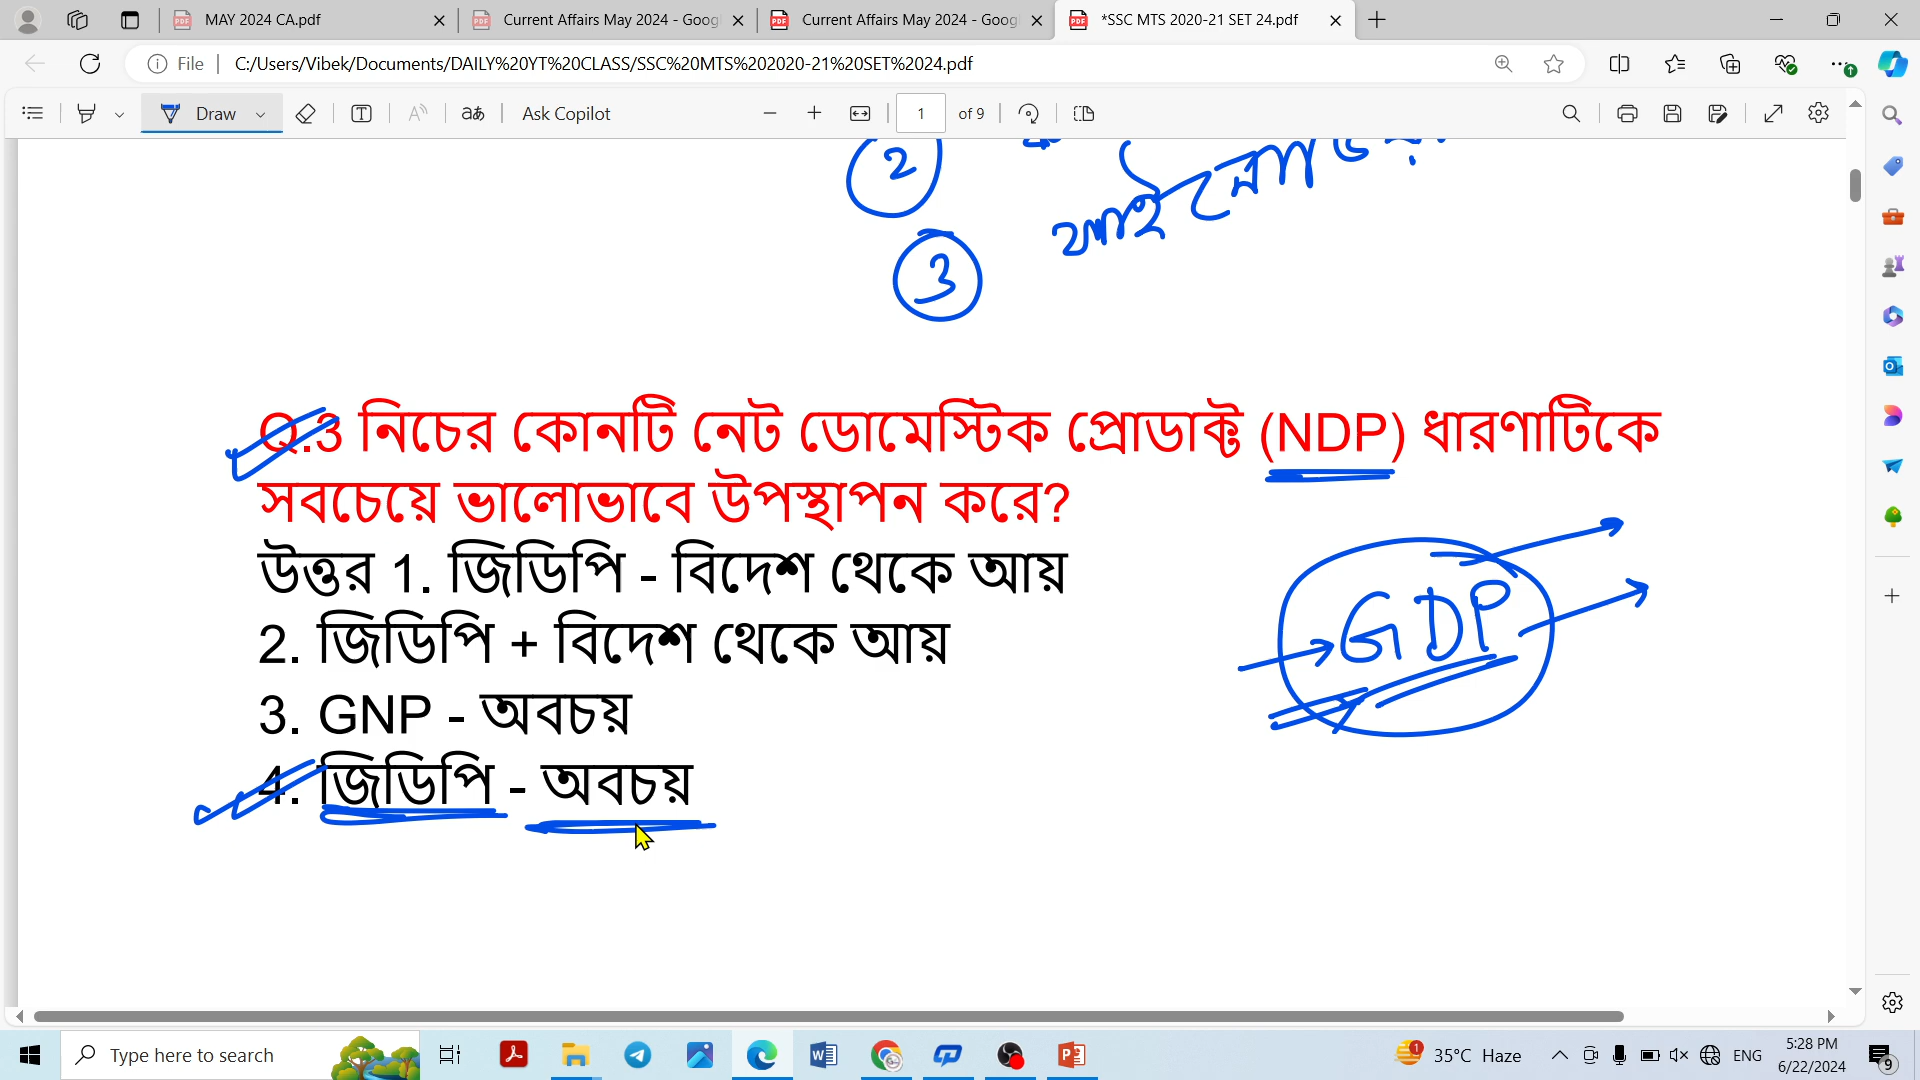 MAY 2024 CA.pdf
Current Affairs May 2024 - Goog
Current Affairs May 2024 - Goog
*SSC MTS 2020-21 SET 24.pdf
File
C:/Users/Vibek/Documents/DAILY%20YT%20CLASS/SSC%20MTS%202020-21%20SET%2024.pdf
Draw
Ask Copilot
1 of 9
2
3
Q.3 নিচের কোনটি নেট ডোমেস্টিক প্রোডাক্ট (NDP) ধারণাটিকে
সবচেয়ে ভালোভাবে উপস্থাপন করে?
উত্তর 1. জিডিপি - বিদেশ থেকে আয়
2. জিডিপি + বিদেশ থেকে আয়
3. GNP - অবচয়
4. জিডিপি - অবচয়
GDP
Type here to search
35°C Haze
ENG
5:28 PM
6/22/2024
9